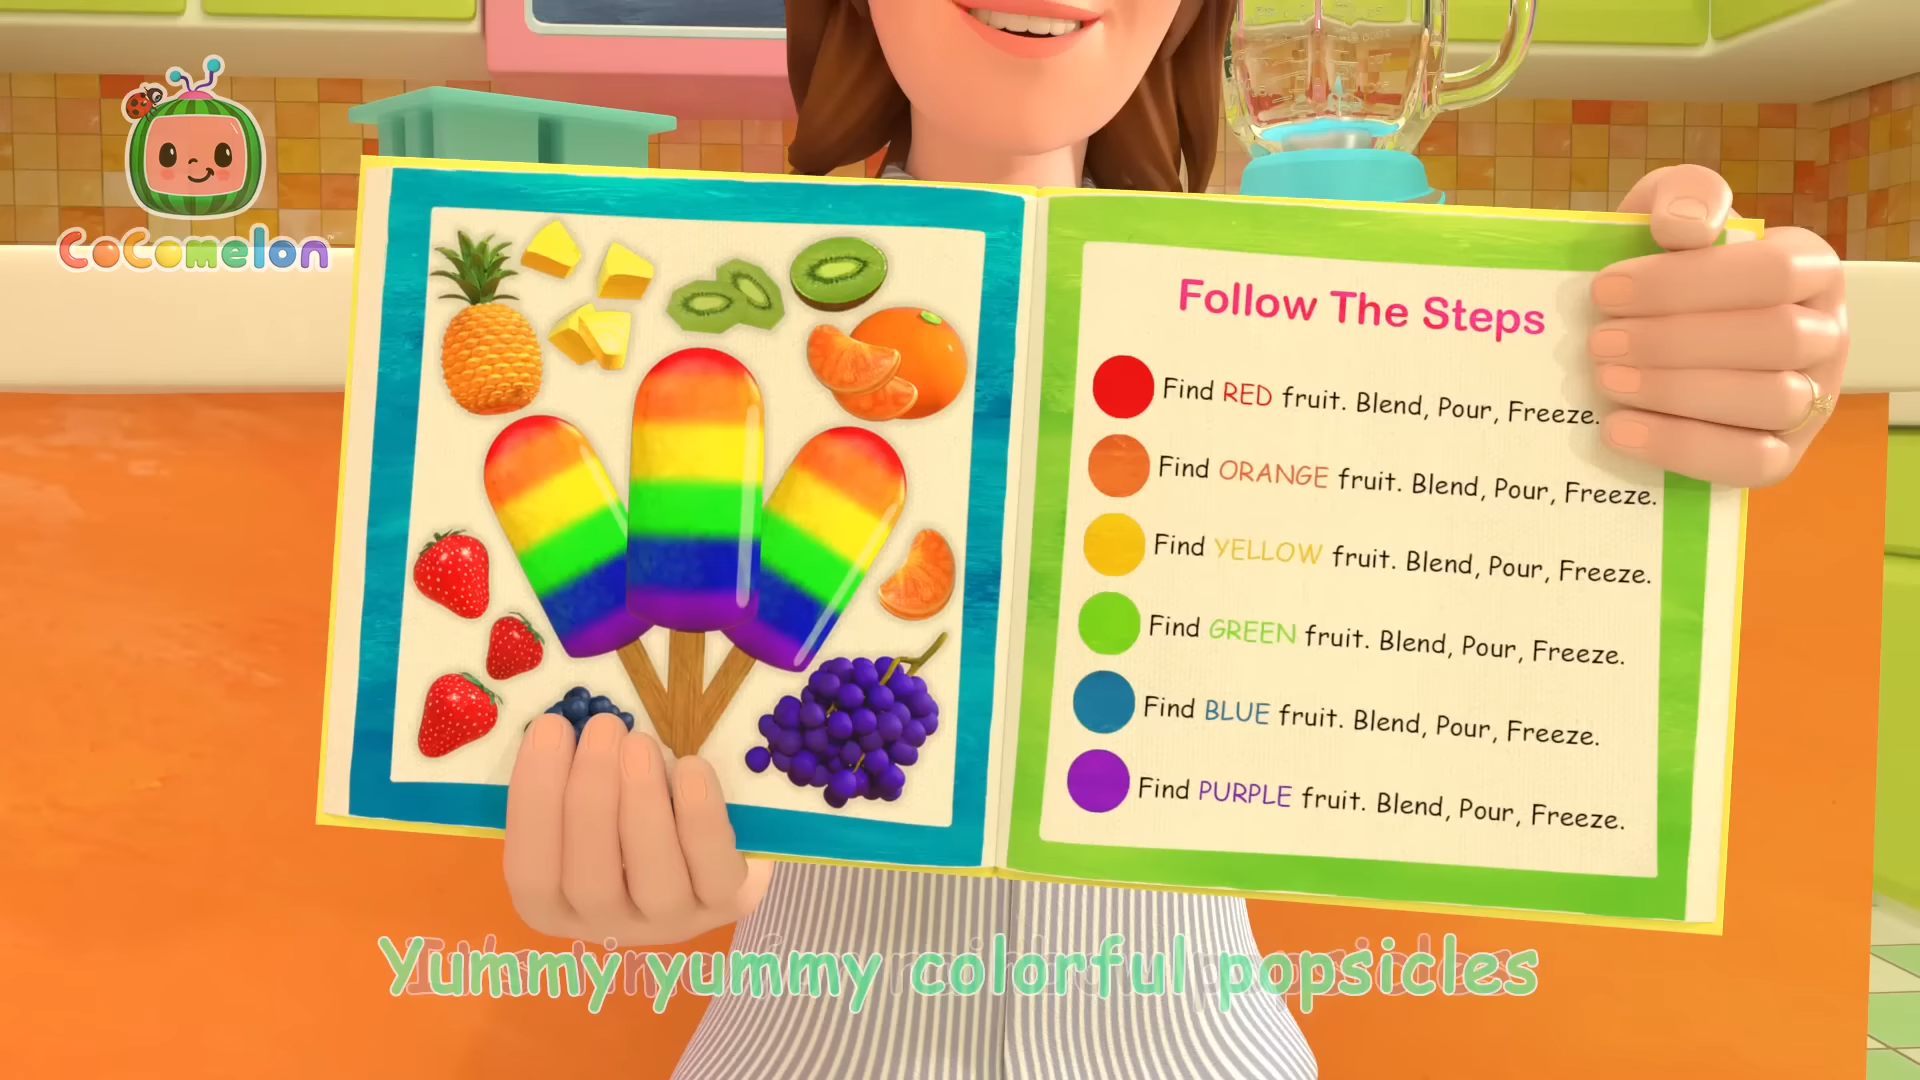 CoComelon
Follow The Steps
Find RED fruit. Blend, Pour, Freeze.
Find ORANGE fruit. Blend, Pour, Freeze.
Find YELLOW fruit. Blend, Pour, Freeze.
Find GREEN fruit. Blend, Pour, Freeze.
Find BLUE fruit. Blend, Pour, Freeze.
Find PURPLE fruit. Blend, Pour, Freeze.
Yummy yummy colorful popsicles